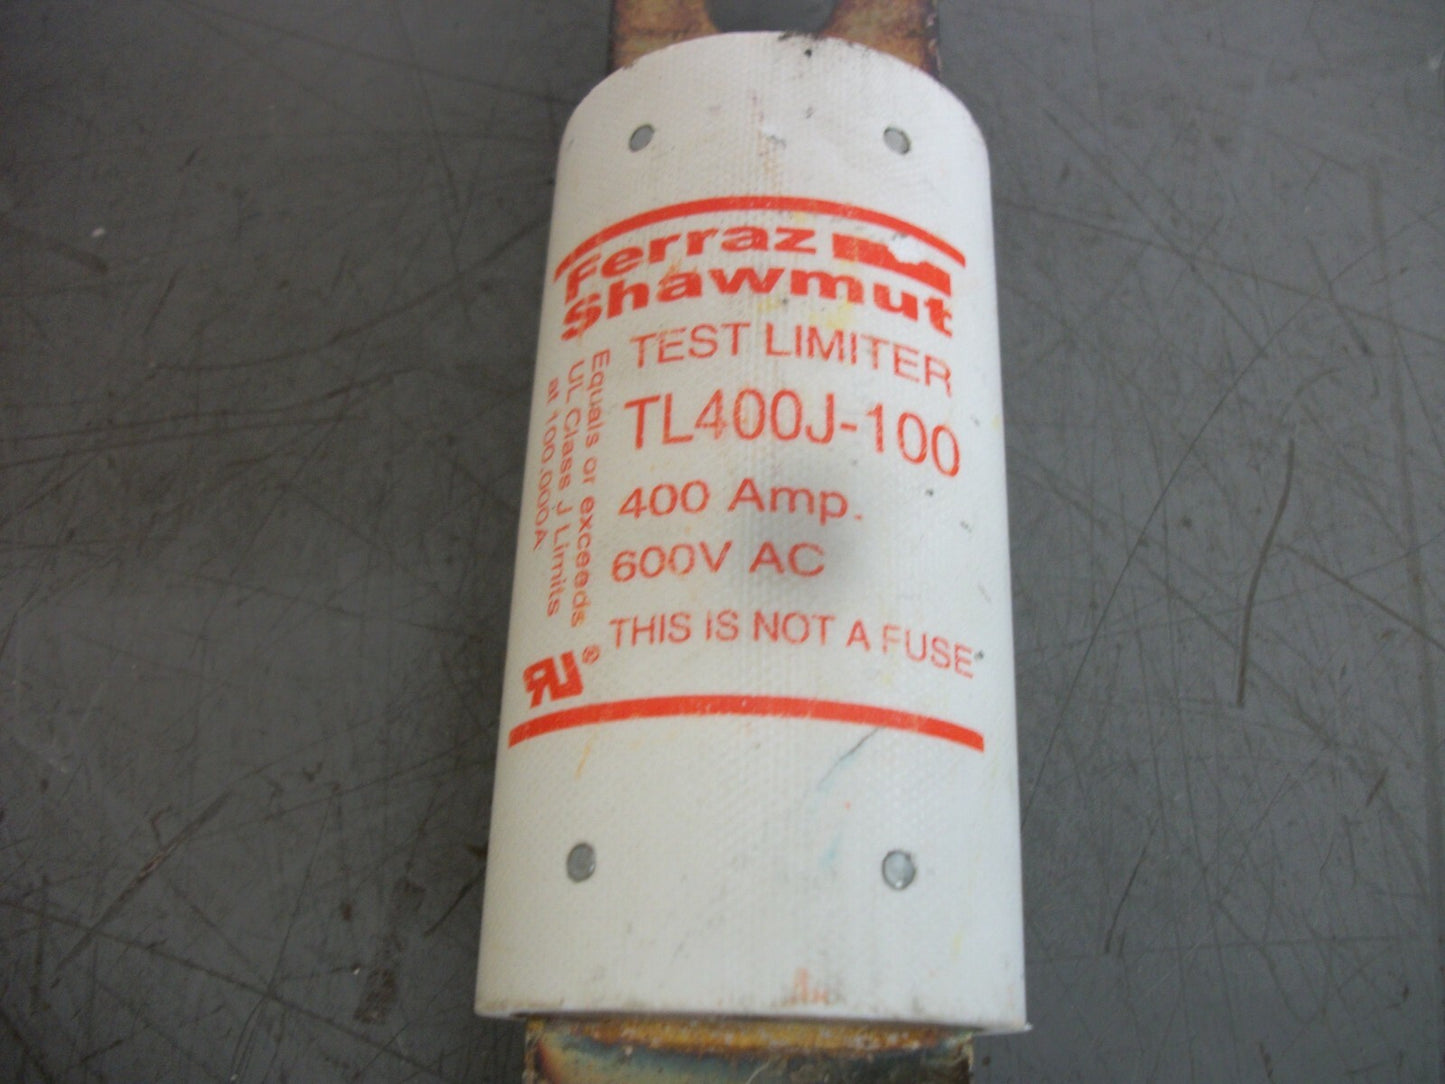 Ferraz
Shawmut
TEST LIMITER
TL400J-100
400 Amp.
600V AC
THIS IS NOT A FUSE
Equals or exceeds
UL Class J Limits
at 100,000A
RU ®